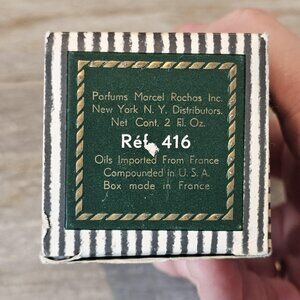 Parfums Marcel Rochas Inc.
New York N. Y. Distributors.
Net Cont. 2 Fl. Oz.
Réf. 416
Oils Imported From France
Compounded in U. S. A.
Box made in France